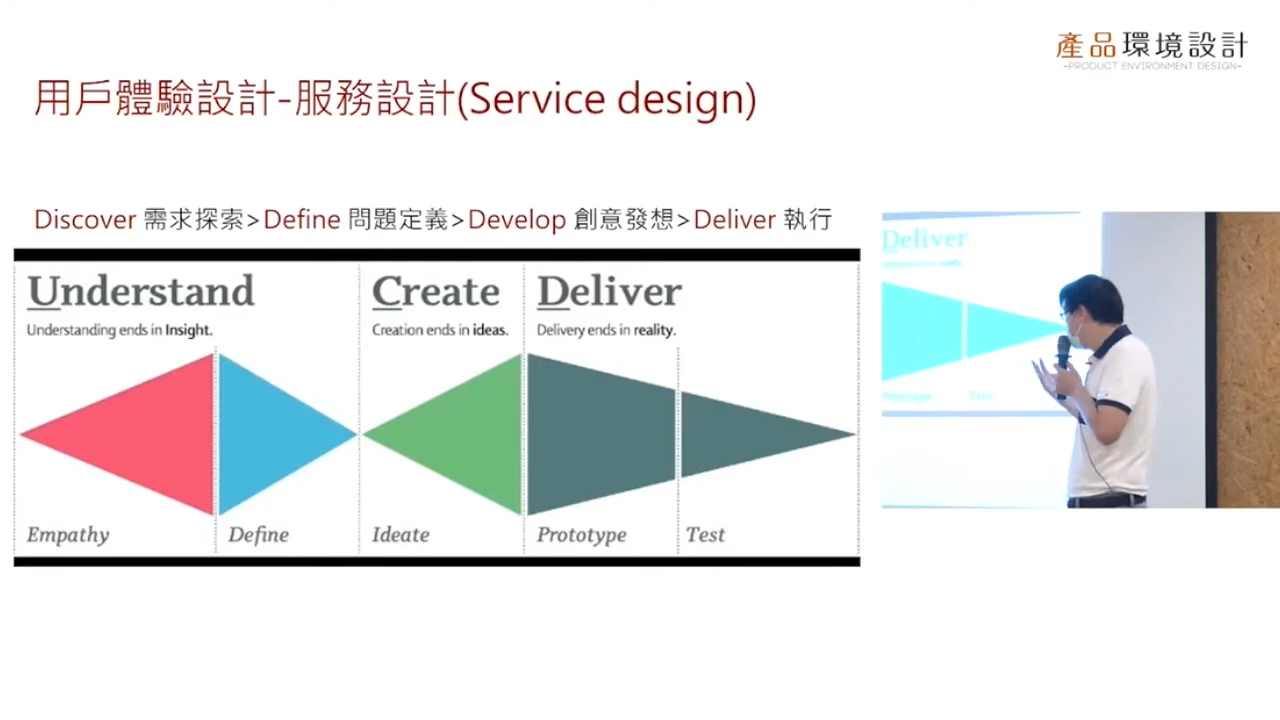 產品環境設計
-PRODUCT ENVIRONMENT DESIGN-
用戶體驗設計-服務設計(Service design)
Discover 需求探索>Define 問題定義>Develop 創意發想>Deliver 執行
Understand
Understanding ends in Insight.
Create
Creation ends in ideas.
Deliver
Delivery ends in reality.
Empathy
Define
Ideate
Prototype
Test
Deliver
Prototype
Test